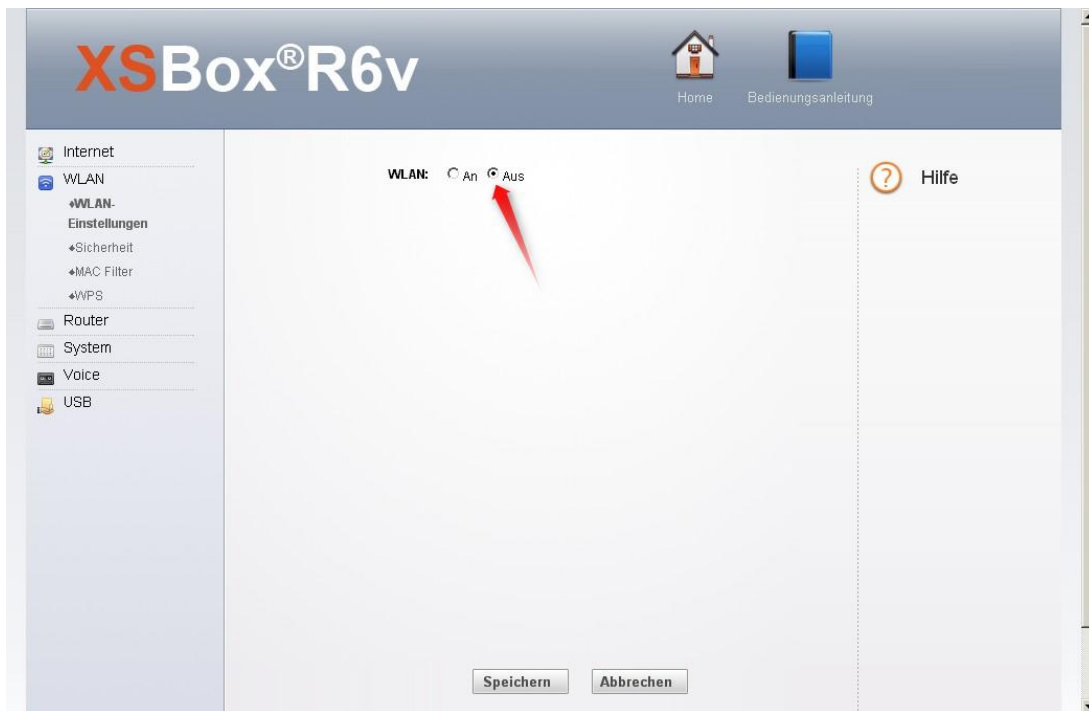 XSBox®R6v
Home
Bedienungsanleitung
Internet
WLAN
WLAN-
Einstellungen
Sicherheit
MAC Filter
WPS
Router
System
Voice
USB
WLAN: An Aus
? Hilfe
Speichern Abbrechen